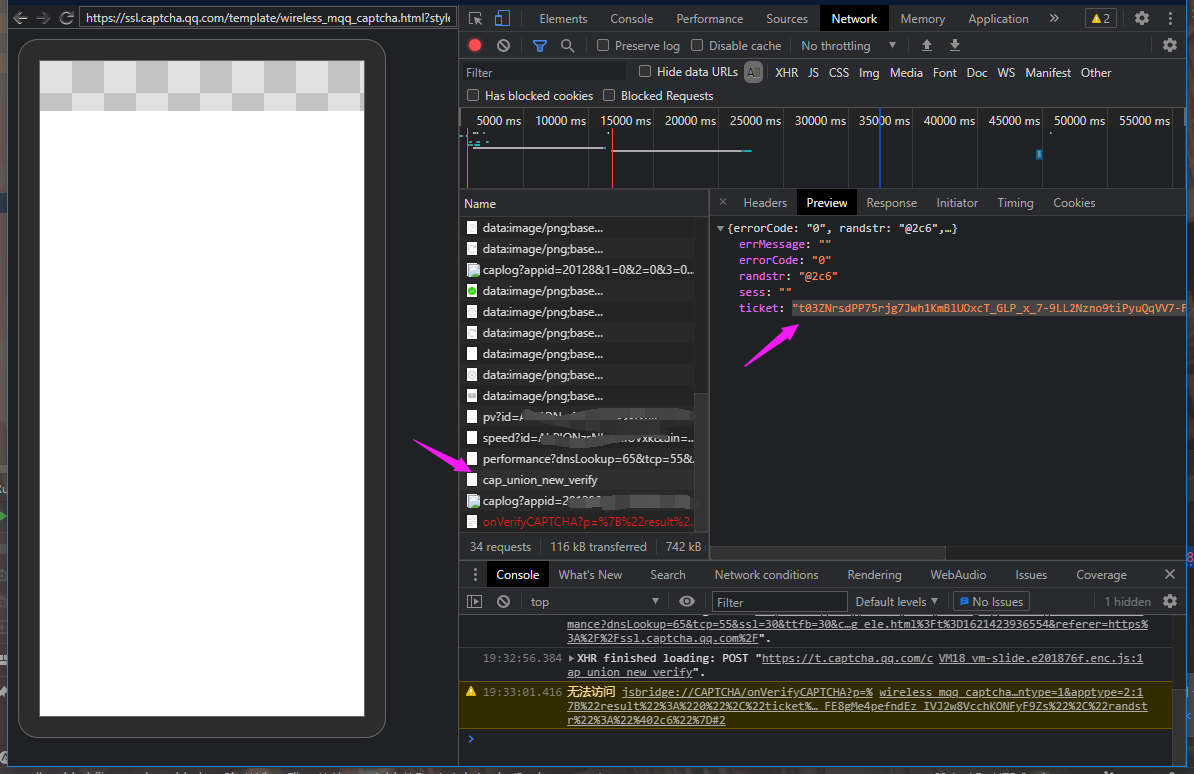 https://ssl.captcha.qq.com/template/wireless_mqq_captcha.html?style
Elements Console Performance Sources Network Memory Application » 2
Preserve log Disable cache No throttling
Filter Hide data URLs All XHR JS CSS Img Media Font Doc WS Manifest Other
Has blocked cookies Blocked Requests
5000 ms 10000 ms 15000 ms 20000 ms 25000 ms 30000 ms 35000 ms 40000 ms 45000 ms 50000 ms 55000 ms
Name
data:image/png;base...
data:image/png;base...
caplog?appid=20128&1=0&2=0&3=0...
data:image/png;base...
data:image/png;base...
data:image/png;base...
data:image/png;base...
data:image/png;base...
data:image/png;base...
pv?id=
speed?id=
performance?dnsLookup=65&tcp=55&
cap_union_new_verify
caplog?appid=
onVerifyCAPTCHA?p=%7B%22result%2
34 requests 116 kB transferred 742 kB
× Headers Preview Response Initiator Timing Cookies
{errorCode: "0", randstr: "@2c6",…}
errMessage: ""
errorCode: "0"
randstr: "@2c6"
sess: ""
ticket: "t03ZNrsdPP75rjg7Jwh1KmBlUOxcT_GLP_x_7-9LL2Nzno9tiPyuQqVV7-F
Console What's New Search Network conditions Rendering WebAudio Issues Coverage
top Filter Default levels No Issues 1 hidden
mance?dnsLookup=65&tcp=55&ssl=30&ttfb=30&c…g_ele.html%3Ft%3D1621423936554&referer=https%
3A%2F%2Fssl.captcha.qq.com%2F".
19:32:56.384 XHR finished loading: POST "https://t.captcha.qq.com/c VM18 vm-slide.e201876f.enc.js:1
ap_union_new_verify".
19:33:01.416 无法访问 jsbridge://CAPTCHA/onVerifyCAPTCHA?p=% wireless_mqq_captcha…ntype=1&apptype=2:1
7B%22result%22%3A%220%22%2C%22ticket%…_FE8gMe4pefndEz_IVJ2w8VcchKONFyF9Zs%22%2C%22randst
r%22%3A%22%402c6%22%7D#2